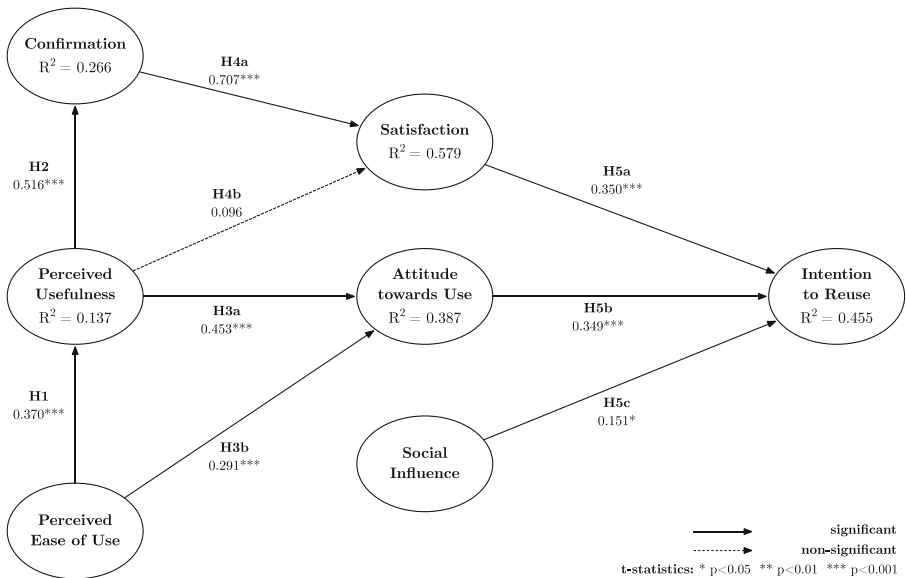 Confirmation
R² = 0.266
H4a
0.707***
Satisfaction
R² = 0.579
H2
0.516***
H4b
0.096
H5a
0.350***
Perceived
Usefulness
R² = 0.137
Attitude
towards Use
R² = 0.387
Intention
to Reuse
R² = 0.455
H3a
0.453***
H5b
0.349***
H1
0.370***
H3b
0.291***
H5c
0.151*
Social
Influence
Perceived
Ease of Use
significant
non-significant
t-statistics: * p<0.05 ** p<0.01 *** p<0.001